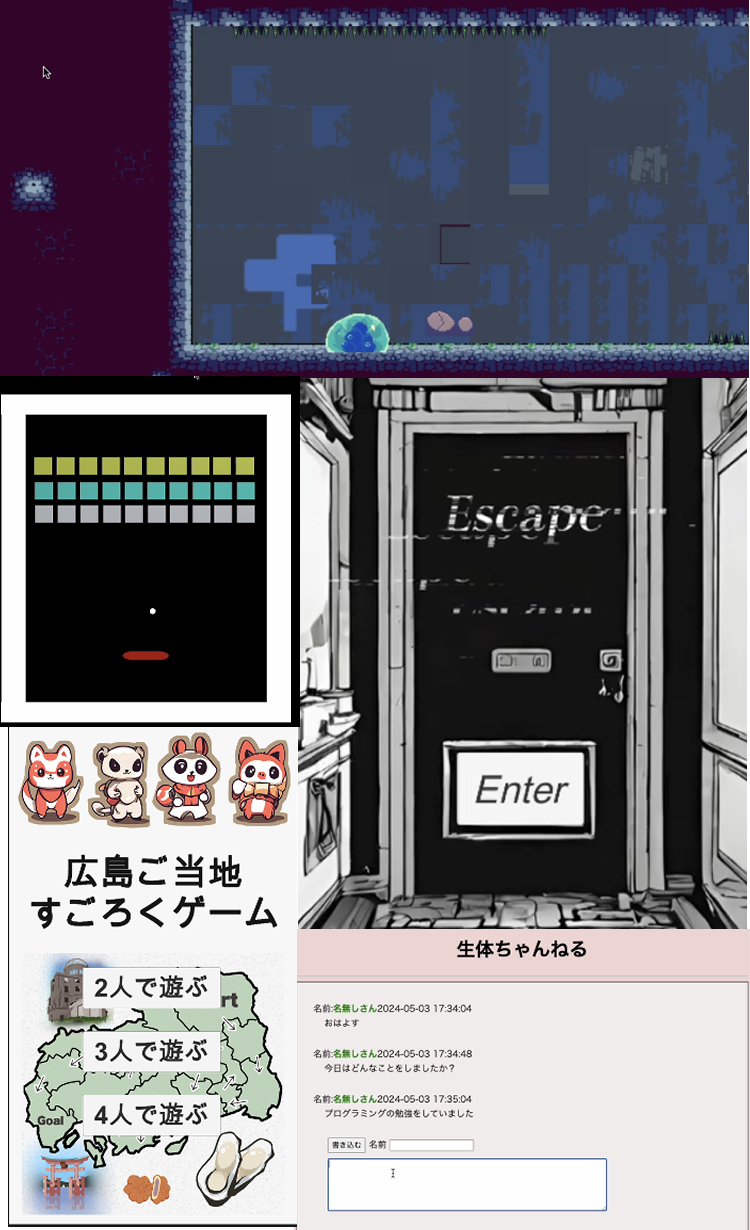 Escape
Enter
広島ご当地
すごろくゲーム
2人で遊ぶ
rt
3人で遊ぶ
4人で遊ぶ
Goal
生体ちゃんねる
名前:名無しさん2024-05-03 17:34:04
おはよす
名前:名無しさん2024-05-03 17:34:48
今日はどんなことをしましたか?
名前:名無しさん2024-05-03 17:35:04
プログラミングの勉強をしていました
書き込む 名前